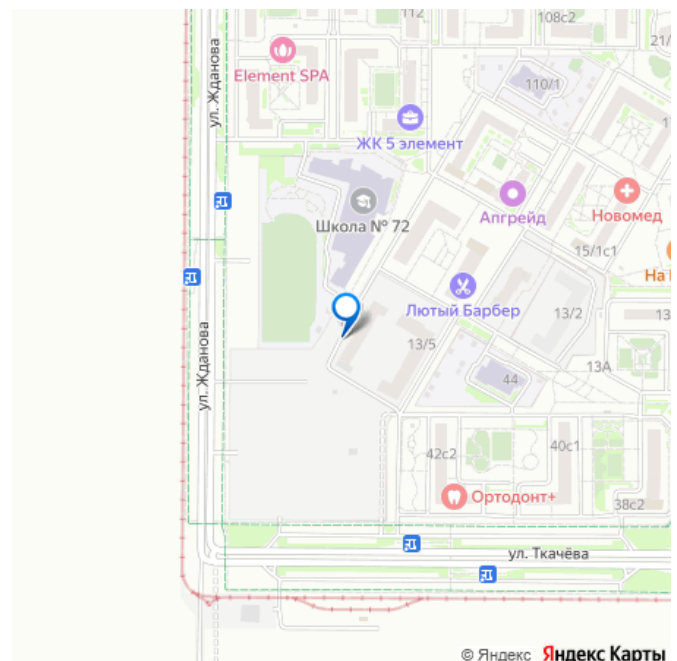 112
108с2
21/
ул. Жданова
Element SPA
110/1
ЖК 5 элемент
Школа № 72
Апгрейд
Новомед
15/1с1
На
Лютый Барбер
13/2
13
13/5
ул. Жданова
13А
44
42с2
40с1
Ортодонт+
38с2
ул. Ткачёва
© Яндекс Яндекс Карты